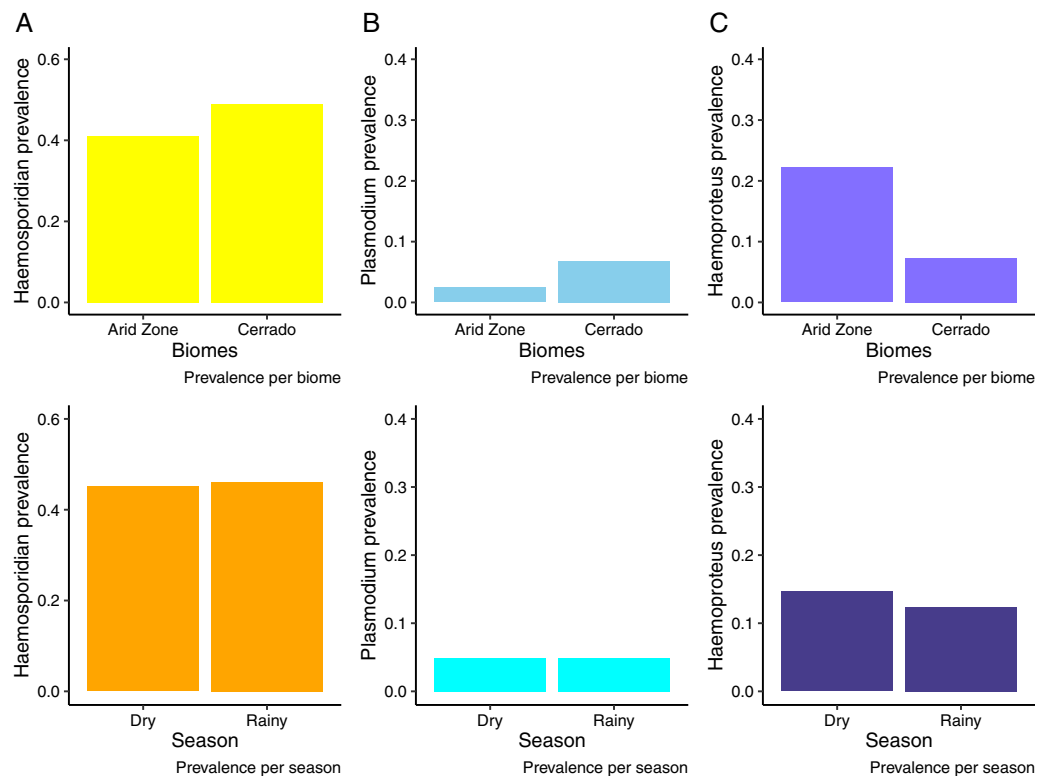 A
B
C
Haemosporidian prevalence
0.6
0.4
0.2
0.0
Arid Zone Cerrado
Biomes
Prevalence per biome
Plasmodium prevalence
0.4
0.3
0.2
0.1
0.0
Arid Zone Cerrado
Biomes
Prevalence per biome
Haemoproteus prevalence
0.4
0.3
0.2
0.1
0.0
Arid Zone Cerrado
Biomes
Prevalence per biome
Haemosporidian prevalence
0.6
0.4
0.2
0.0
Dry Rainy
Season
Prevalence per season
Plasmodium prevalence
0.4
0.3
0.2
0.1
0.0
Dry Rainy
Season
Prevalence per season
Haemoproteus prevalence
0.4
0.3
0.2
0.1
0.0
Dry Rainy
Season
Prevalence per season